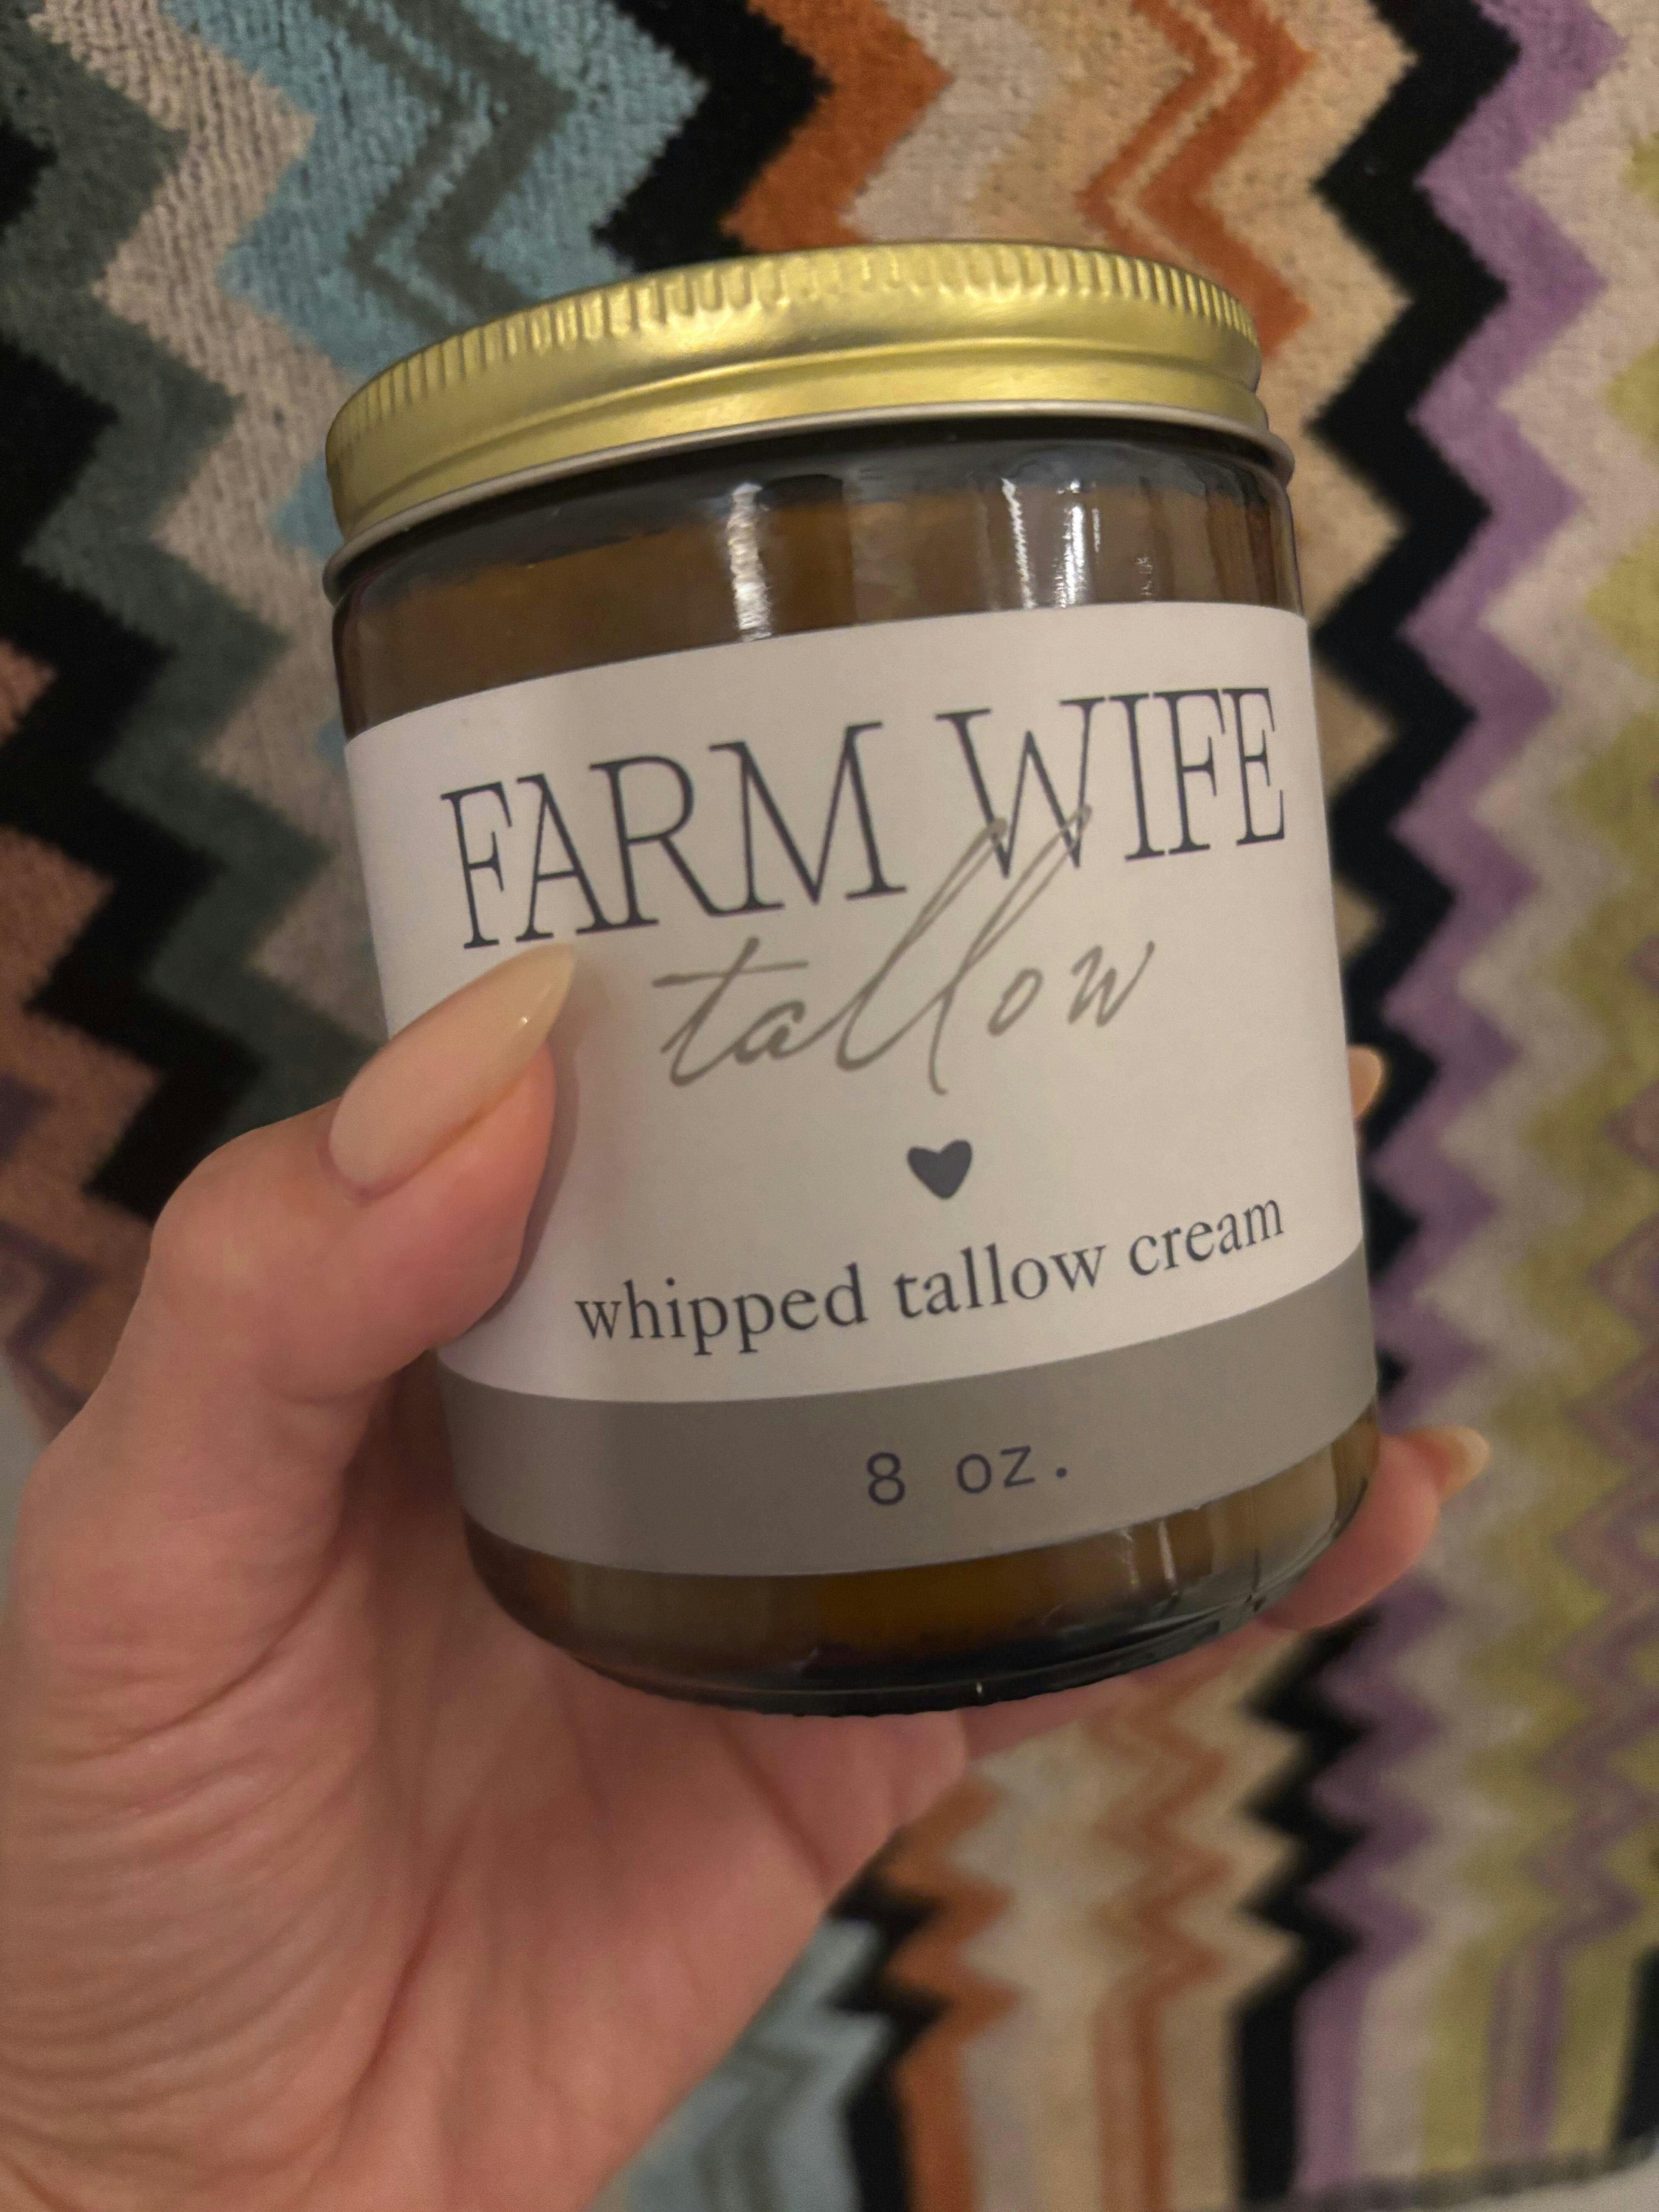 FARM WIFE
tallow
whipped tallow cream
8 oz.